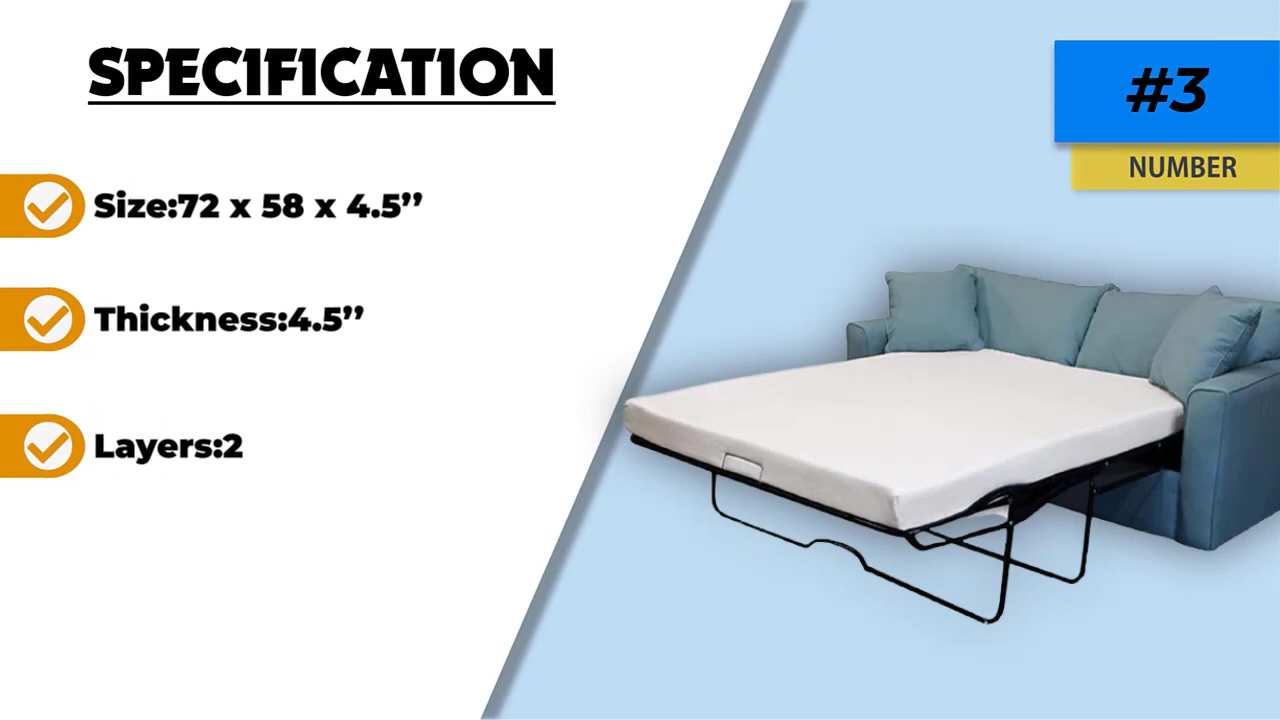 SPECIFICATION
#3
NUMBER
Size:72 x 58 x 4.5’’
Thickness:4.5’’
Layers:2